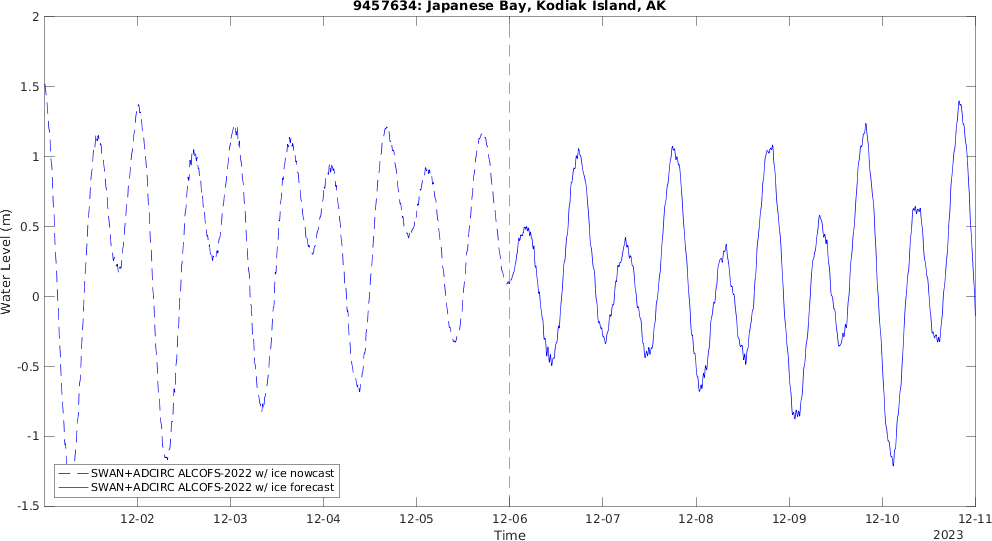 9457634: Japanese Bay, Kodiak Island, AK
Water Level (m)
2
1.5
1
0.5
0
-0.5
-1
-1.5
SWAN+ADCIRC ALCOFS-2022 w/ ice nowcast
SWAN+ADCIRC ALCOFS-2022 w/ ice forecast
12-02 12-03 12-04 12-05 12-06 12-07 12-08 12-09 12-10 12-11
Time
2023